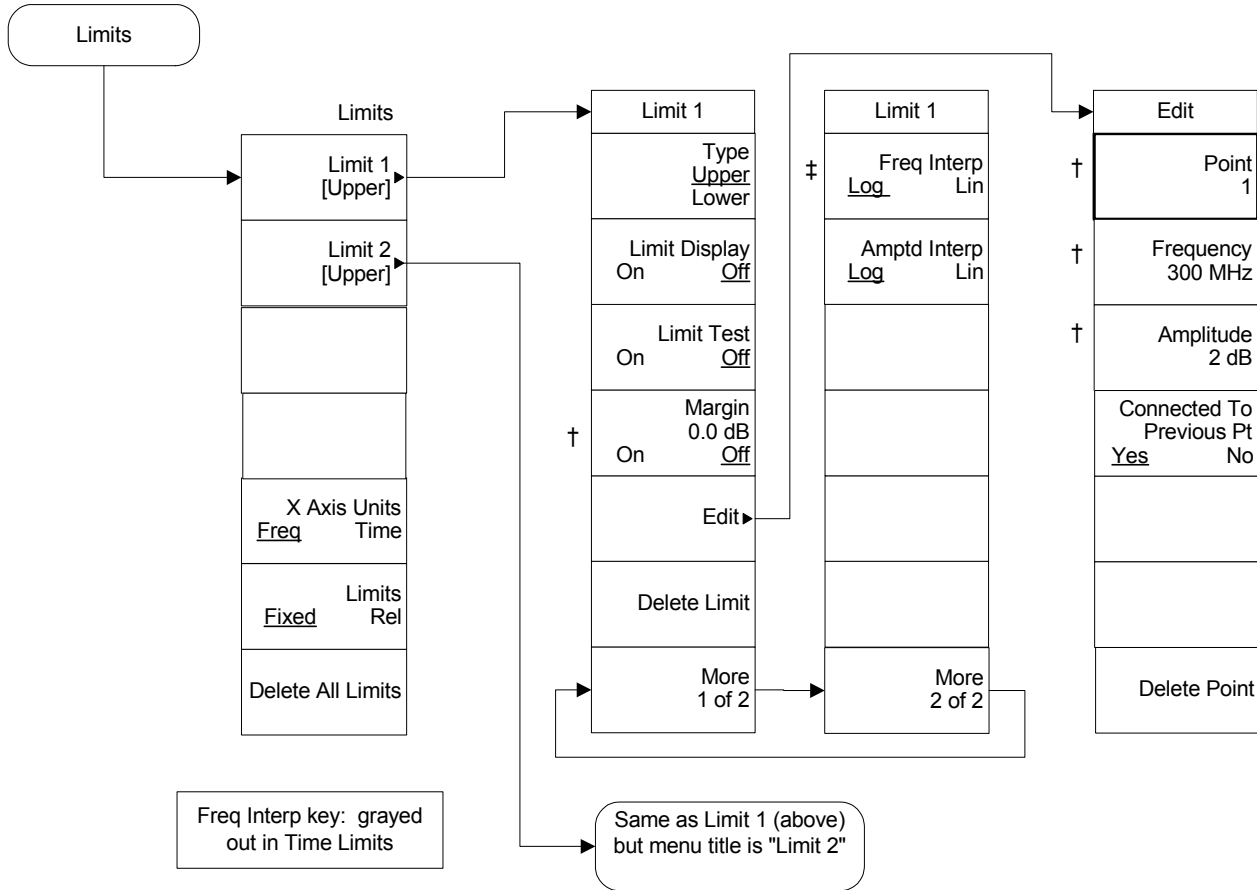 Limits
Limits
Limit 1
[Upper]
Limit 2
[Upper]
X Axis Units
Freq Time
Limits
Fixed Rel
Delete All Limits
Limit 1
Type
Upper
Lower
Limit Display
On Off
Limit Test
On Off
†
Margin
0.0 dB
On Off
Edit
Delete Limit
More
1 of 2
Limit 1
‡
Freq Interp
Log Lin
Amptd Interp
Log Lin
More
2 of 2
Edit
†
Point
1
†
Frequency
300 MHz
†
Amplitude
2 dB
Connected To
Previous Pt
Yes No
Delete Point
Freq Interp key: grayed
out in Time Limits
Same as Limit 1 (above)
but menu title is "Limit 2"